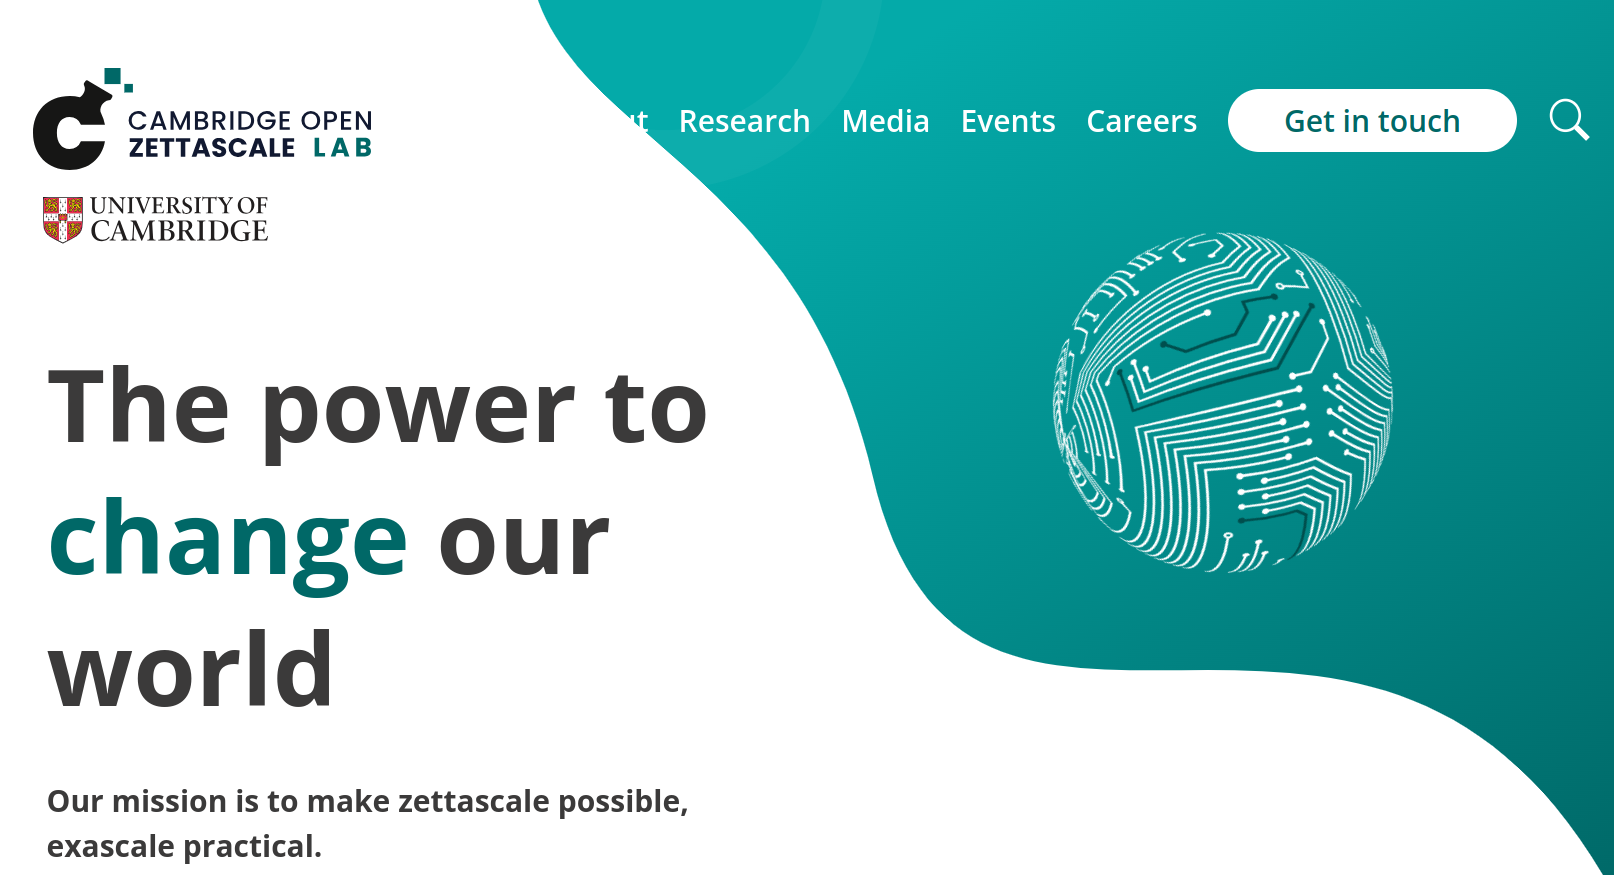 CAMBRIDGE OPEN
ZETTASCALE LAB
UNIVERSITY OF
CAMBRIDGE
Research Media Events Careers Get in touch
The power to
change our
world
Our mission is to make zettascale possible,
exascale practical.